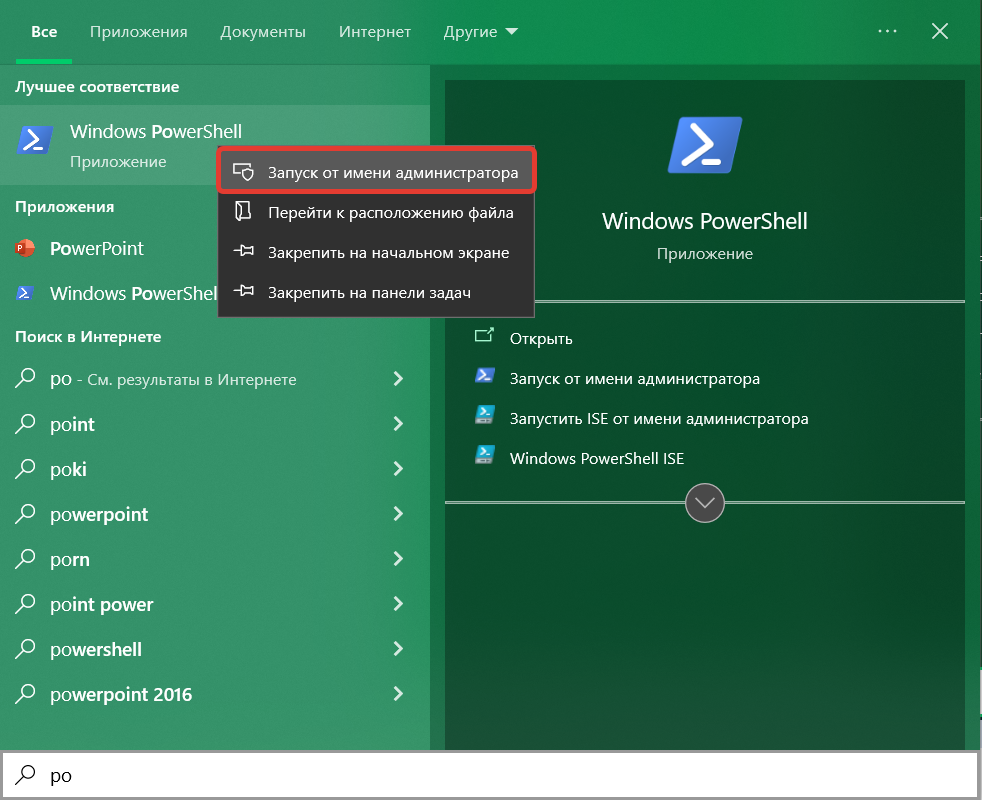 Все Приложения Документы Интернет Другие
Лучшее соответствие
Windows PowerShell
Приложение
Запуск от имени администратора
Перейти к расположению файла
Закрепить на начальном экране
Закрепить на панели задач
Приложения
PowerPoint
Windows PowerShel
Поиск в Интернете
po - См. результаты в Интернете
point
poki
powerpoint
porn
point power
powershell
powerpoint 2016
Windows PowerShell
Приложение
Открыть
Запуск от имени администратора
Запустить ISE от имени администратора
Windows PowerShell ISE
po